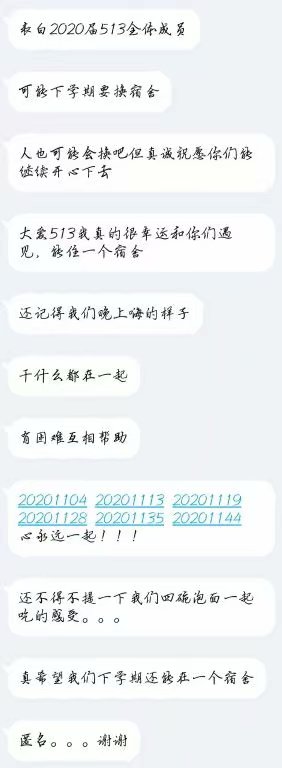 表白2020届513全体成员
可能下学期要换宿舍
人也可能会换吧但真诚祝愿你们能
继续开心下去
大爱513我真的很幸运和你们遇
见，能住一个宿舍
还记得我们晚上嗨的样子
干什么都在一起
有困难互相帮助
20201104 20201113 20201119
20201128 20201135 20201144
心永远一起！！！
还不得不提一下我们四碗泡面一起
吃的感受。。。
真希望我们下学期还能在一个宿舍
匿名。。。谢谢